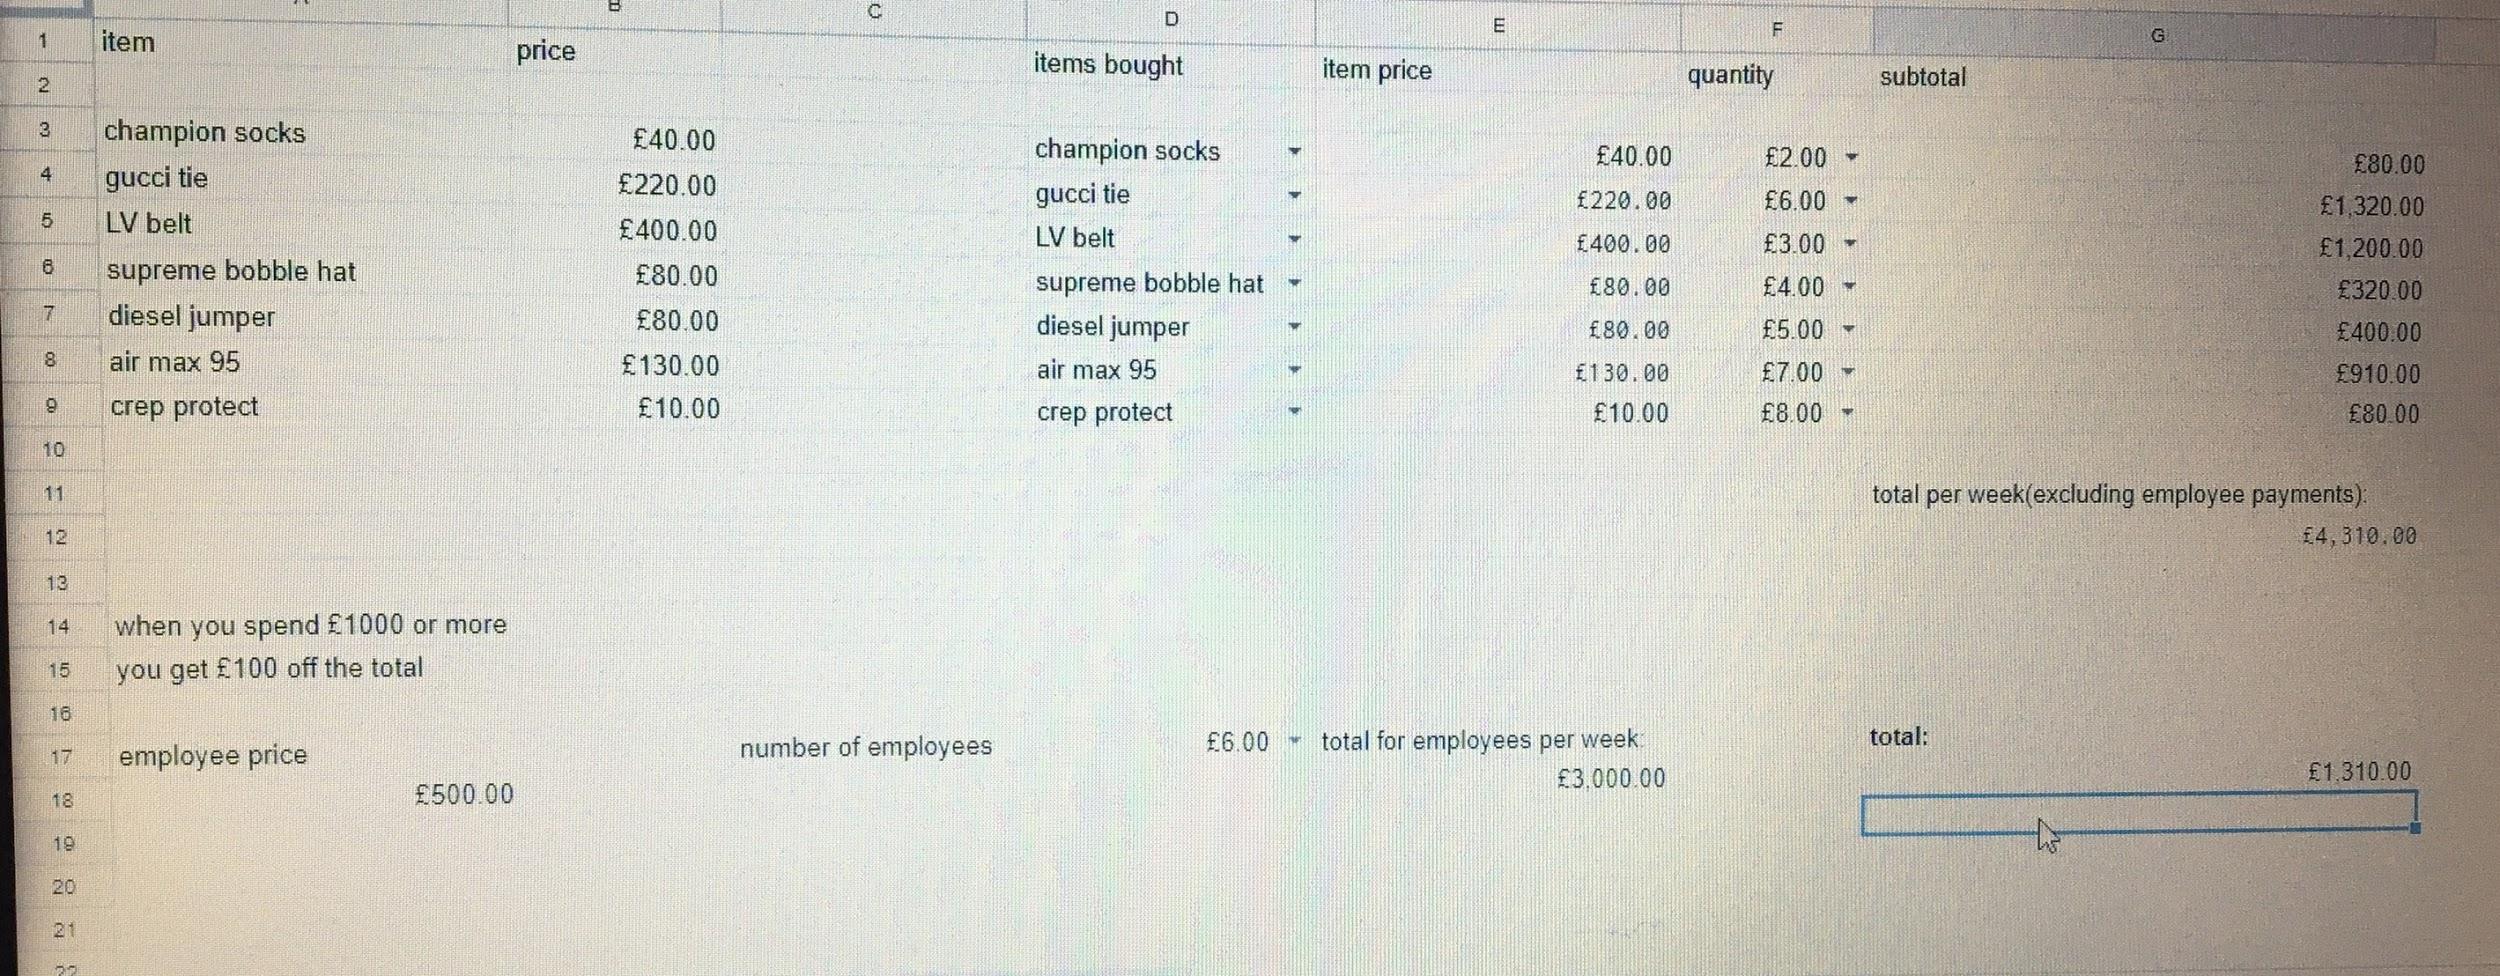 A B C D E F G
1 item price items bought item price quantity subtotal
2
3 champion socks £40.00 champion socks £40.00 £2.00 £80.00
4 gucci tie £220.00 gucci tie £220.00 £6.00 £1,320.00
5 LV belt £400.00 LV belt £400.00 £3.00 £1,200.00
6 supreme bobble hat £80.00 supreme bobble hat £80.00 £4.00 £320.00
7 diesel jumper £80.00 diesel jumper £80.00 £5.00 £400.00
8 air max 95 £130.00 air max 95 £130.00 £7.00 £910.00
9 crep protect £10.00 crep protect £10.00 £8.00 £80.00
10
11 total per week(excluding employee payments):
12 £4,310.00
13
14 when you spend £1000 or more
15 you get £100 off the total
16
17 employee price number of employees £6.00 total for employees per week: total:
18 £500.00 £3,000.00 £1,310.00
19
20
21
22